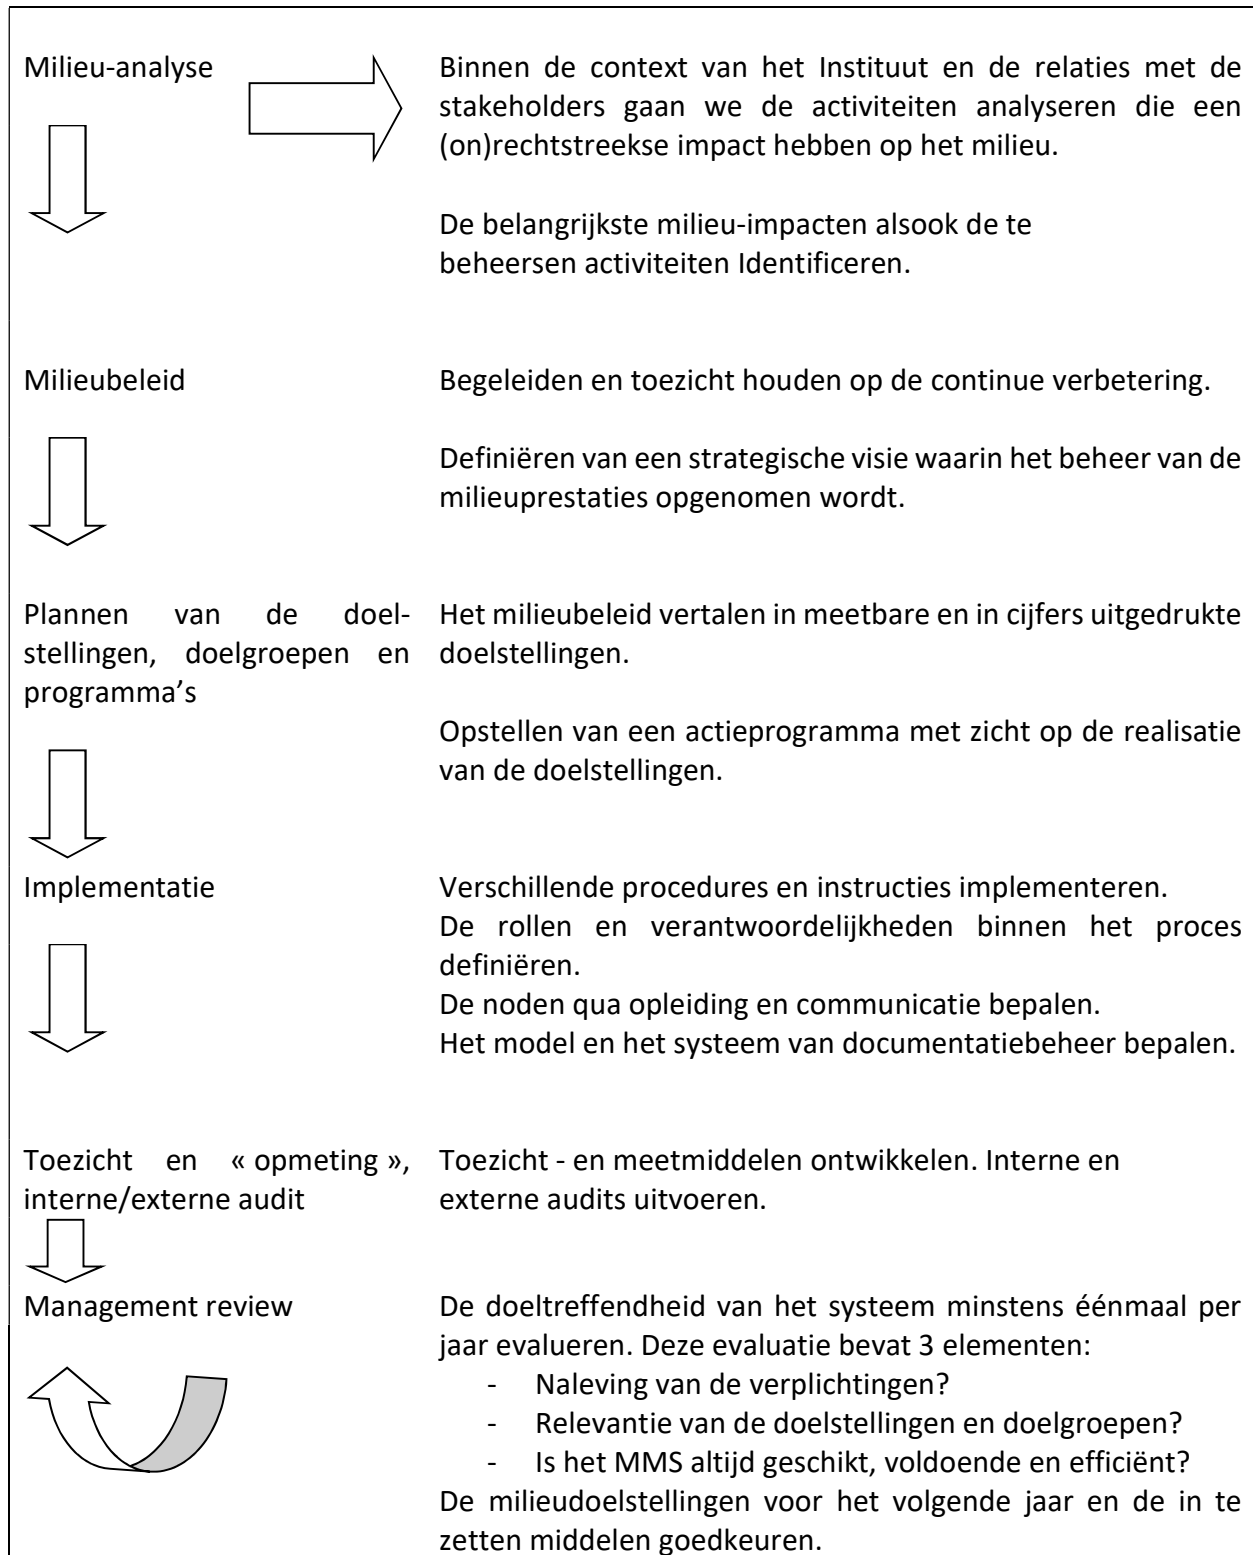 Milieu-analyse
Binnen de context van het Instituut en de relaties met de
stakeholders gaan we de activiteiten analyseren die een
(on)rechtstreekse impact hebben op het milieu.
De belangrijkste milieu-impacten alsook de te
beheersen activiteiten Identificeren.
Milieubeleid
Begeleiden en toezicht houden op de continue verbetering.
Definiëren van een strategische visie waarin het beheer van de
milieuprestaties opgenomen wordt.
Plannen van de doel-
stellingen, doelgroepen en
programma’s
Het milieubeleid vertalen in meetbare en in cijfers uitgedrukte
doelstellingen.
Opstellen van een actieprogramma met zicht op de realisatie
van de doelstellingen.
Implementatie
Verschillende procedures en instructies implementeren.
De rollen en verantwoordelijkheden binnen het proces
definiëren.
De noden qua opleiding en communicatie bepalen.
Het model en het systeem van documentatiebeheer bepalen.
Toezicht en « opmeting »,
interne/externe audit
Toezicht - en meetmiddelen ontwikkelen. Interne en
externe audits uitvoeren.
Management review
De doeltreffendheid van het systeem minstens éénmaal per
jaar evalueren. Deze evaluatie bevat 3 elementen:
- Naleving van de verplichtingen?
- Relevantie van de doelstellingen en doelgroepen?
- Is het MMS altijd geschikt, voldoende en efficiënt?
De milieudoelstellingen voor het volgende jaar en de in te
zetten middelen goedkeuren.